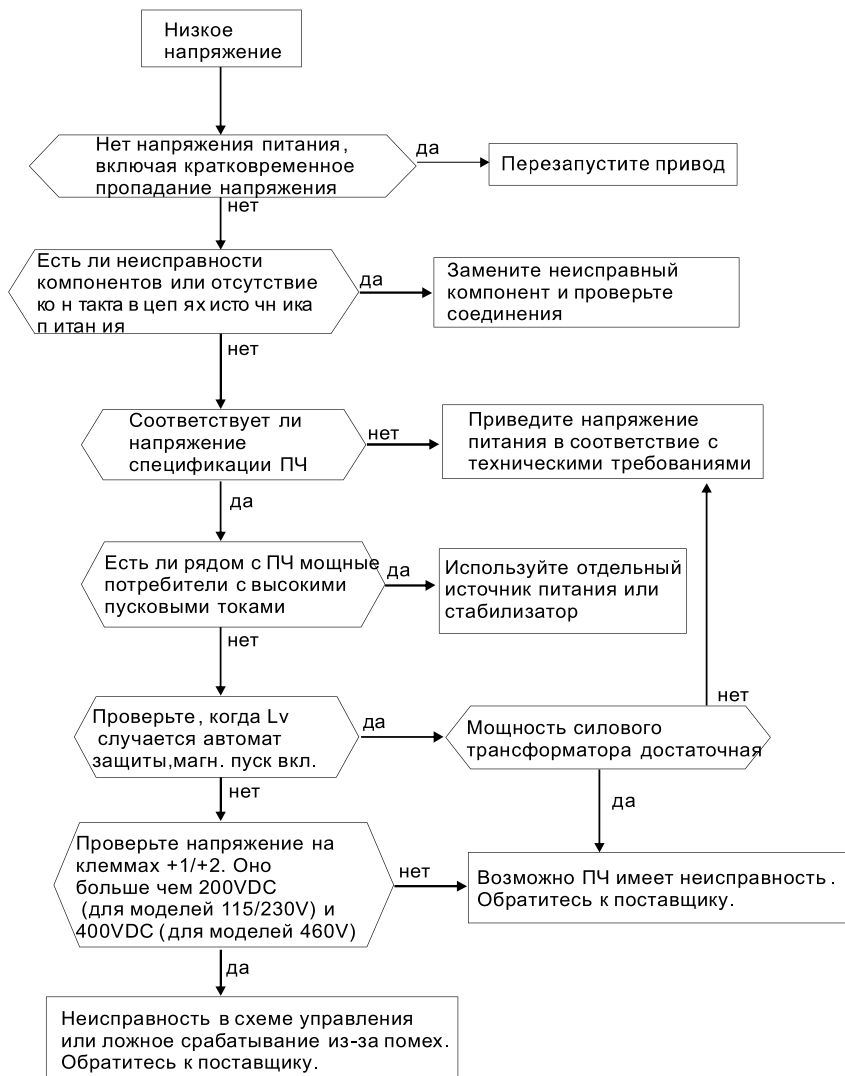 Низкое
напряжение
Нет напряжения питания,
включая кратковременное
пропадание напряжения
да
Перезапустите привод
нет
Есть ли неисправности
компонентов или отсутствие
ко н такта в цеп ях исто чн ика
п итан ия
да
Замените неисправный
компонент и проверьте
соединения
нет
Соответствует ли
напряжение
спецификации ПЧ
нет
Приведите напряжение
питания в соответствие с
техническими требованиями
да
Есть ли рядом с ПЧ мощные
потребители с высокими
пусковыми токами
да
Используйте отдельный
источник питания или
стабилизатор
нет
Проверьте, когда Lv
случается автомат
защиты,магн. пуск вкл.
да
Мощность силового
трансформатора достаточная
нет
да
нет
Проверьте напряжение на
клеммах +1/+2. Оно
больше чем 200VDC
(для моделей 115/230V) и
400VDC (для моделей 460V)
нет
Возможно ПЧ имеет неисправность.
Обратитесь к поставщику.
да
Неисправность в схеме управления
или ложное срабатывание из-за помех.
Обратитесь к поставщику.